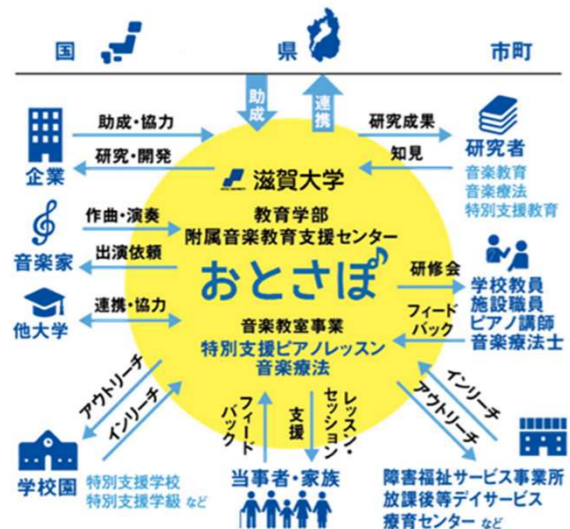 国
県
市町
助成
連携
助成・協力
研究・開発
企業
研究成果
知見
研究者
音楽教育
音楽療法
特別支援教育
滋賀大学
教育学部
附属音楽教育支援センター
おとさぽ
音楽教室事業
特別支援ピアノレッスン
音楽療法
作曲・演奏
出演依頼
音楽家
連携・協力
他大学
研修会
フィード
バック
学校教員
施設職員
ピアノ講師
音楽療法士
アウトリーチ
インリーチ
学校園
特別支援学校
特別支援学級 など
フィード
バック
レッスン・
セッション
支援
当事者・家族
インリーチ
アウトリーチ
障害福祉サービス事業所
放課後等デイサービス
療育センター など